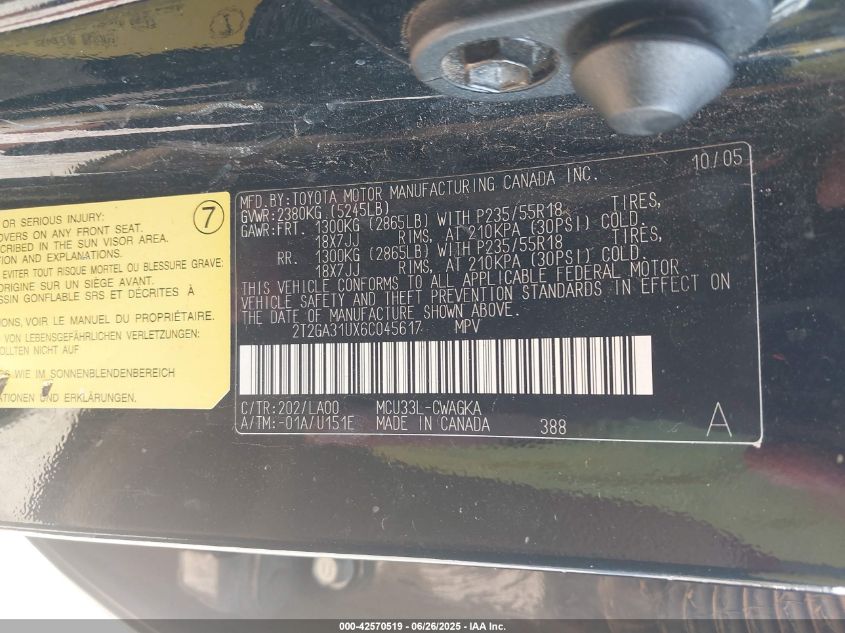 7
OR SERIOUS INJURY:
OVERS ON ANY FRONT SEAT.
SCRIBED IN THE SUN VISOR AREA.
TION AND EXPLANATIONS.
EVITER TOUT RISQUE MORTEL OU BLESSURE GRAVE:
ORIGINE SUR UN SIÈGE AVANT.
SSIN GONFLABLE SRS ET DÉCRITES À
ONS, VOIR LE MANUEL DU PROPRIÉTAIRE.
VON LEBENSGEFÄHRLICHEN VERLETZUNGEN:
OLLTEN NICHT AUF
WIE IM SONNENBLENDENBEREICH
EN UND ERKLÄRUNGEN.
10/05
MFD.BY:TOYOTA MOTOR MANUFACTURING CANADA INC.
GVWR:2380KG (5245LB)
GAWR:FRT. 1300KG (2865LB) WITH P235/55R18 TIRES,
18X7JJ RIMS, AT 210KPA (30PSI) COLD.
RR. 1300KG (2865LB) WITH P235/55R18 TIRES,
18X7JJ RIMS, AT 210KPA (30PSI) COLD.
THIS VEHICLE CONFORMS TO ALL APPLICABLE FEDERAL MOTOR
VEHICLE SAFETY AND THEFT PREVENTION STANDARDS IN EFFECT ON
THE DATE OF MANUFACTURE SHOWN ABOVE.
2T2GA31UX6C045617 MPV
C/TR:202/LA00 MCU33L-CWAGKA
A/TM:-01A/U151E MADE IN CANADA 388 A
000-42570519 - 06/26/2025 - IAA Inc.